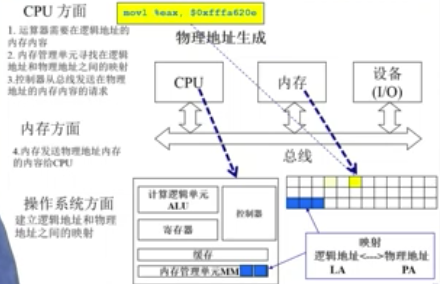 CPU 方面
movl %eax, $0xfffa620e
物理地址生成
1. 运算器需要在逻辑地址的
内存内容
2. 内存管理单元寻找在逻辑
地址和物理地址之间的映射
3.控制器从总线发送在物理
地址的内存内容的请求
CPU
内存
设备
(I/O)
总线
内存方面
4.内存发送物理地址内存
的内容给CPU
操作系统方面
建立逻辑地址和物理
地址之间的映射
计算逻辑单元
ALU
控制器
寄存器
缓存
内存管理单元MM
映射
逻辑地址<--->物理地址
LA PA